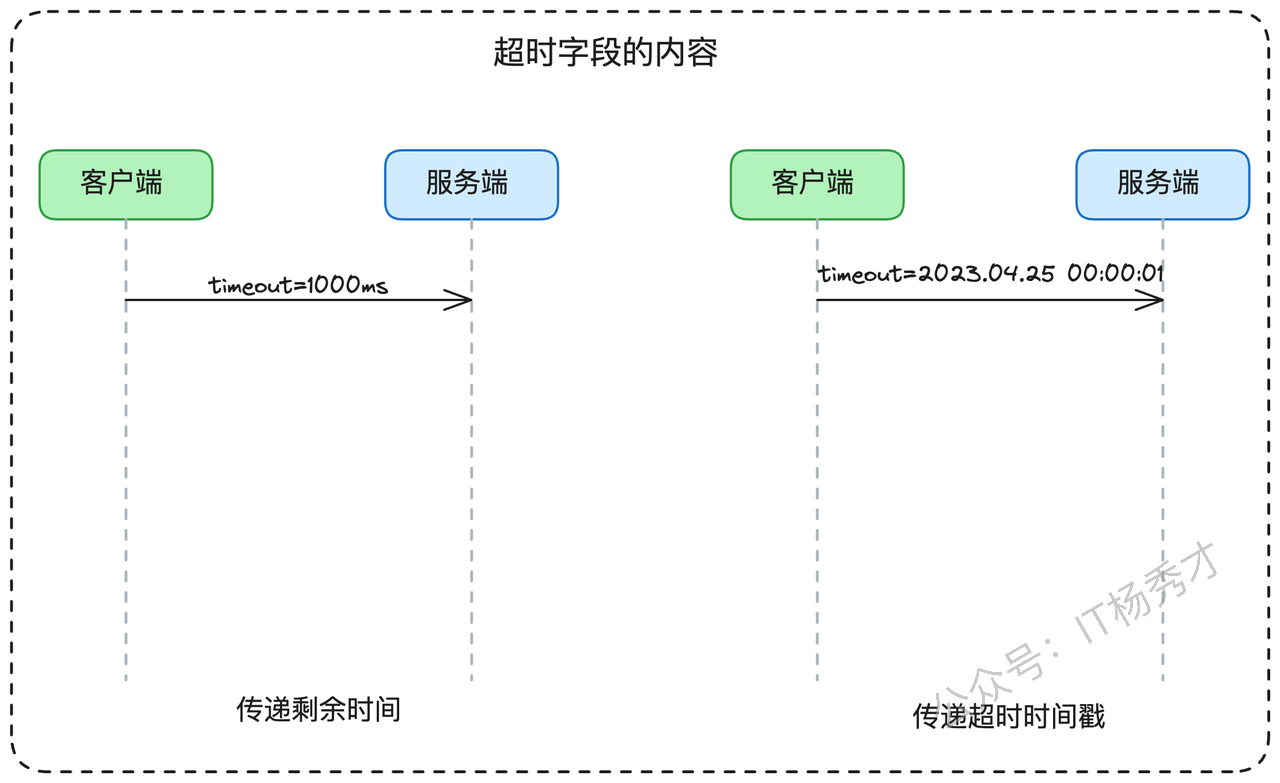 超时字段的内容
客户端
服务端
客户端
服务端
timeout=1000ms
timeout=2023.04.25 00:00:01
传递剩余时间
传递超时时间戳
公众号：IT杨秀才